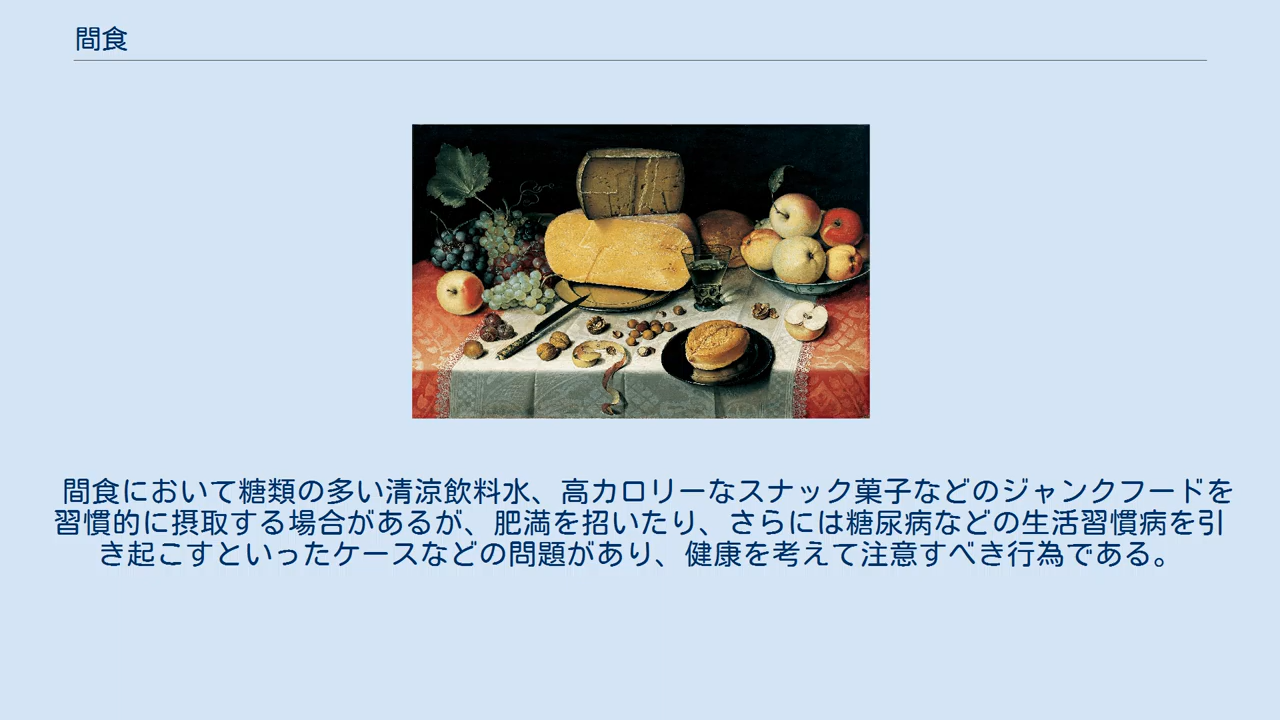 間食
間食において糖類の多い清涼飲料水、高カロリーなスナック菓子などのジャンクフードを
習慣的に摂取する場合があるが、肥満を招いたり、さらには糖尿病などの生活習慣病を引
き起こすといったケースなどの問題があり、健康を考えて注意すべき行為である。